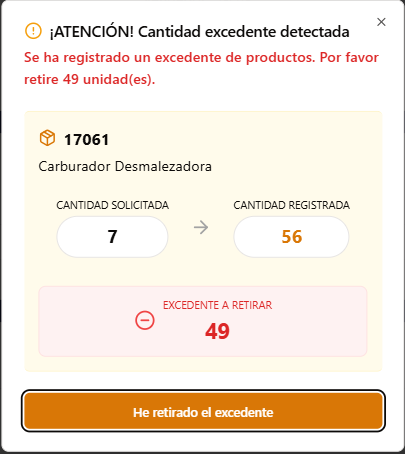 ¡ATENCIÓN! Cantidad excedente detectada
Se ha registrado un excedente de productos. Por favor
retire 49 unidad(es).
17061
Carburador Desmalezadora
CANTIDAD SOLICITADA
7
CANTIDAD REGISTRADA
56
EXCEDENTE A RETIRAR
49
He retirado el excedente